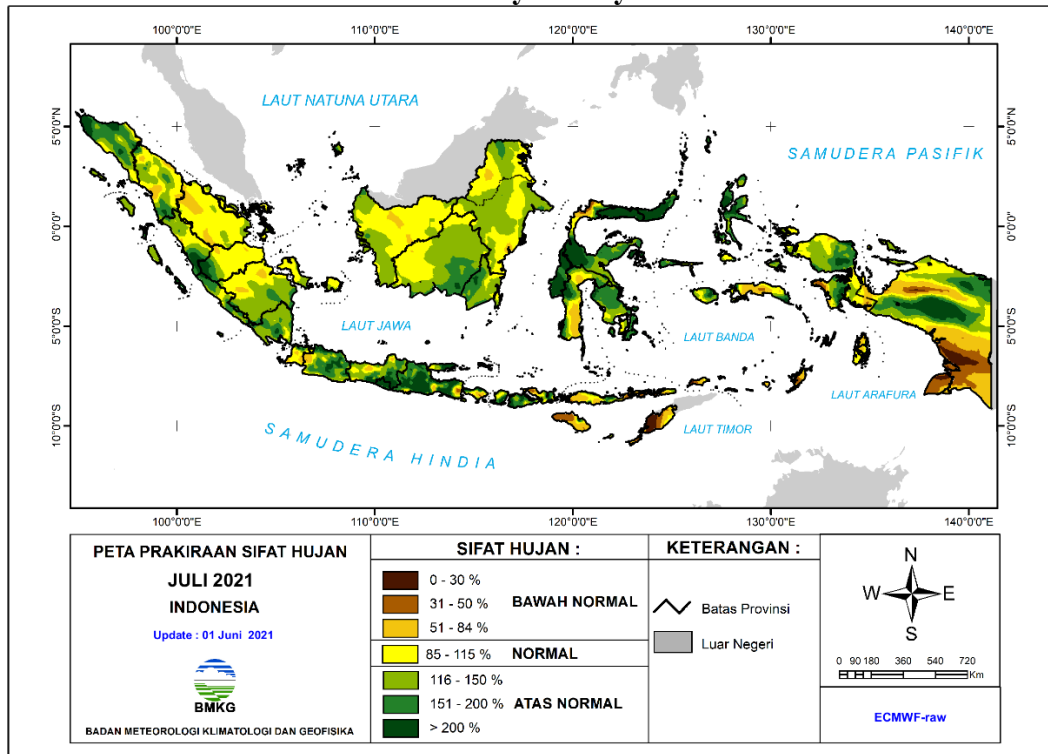 100°0'0"E 110°0'0"E 120°0'0"E 130°0'0"E 140°0'0"E
5°0'0"N
0°0'0"
5°0'0"S
10°0'0"S
LAUT NATUNA UTARA
SAMUDERA PASIFIK
LAUT JAWA
LAUT BANDA
LAUT ARAFURA
LAUT TIMOR
SAMUDERA HINDIA
5°0'0"N
0°0'0"
5°0'0"S
10°0'0"S
100°0'0"E 110°0'0"E 120°0'0"E 130°0'0"E 140°0'0"E
PETA PRAKIRAAN SIFAT HUJAN
JULI 2021
INDONESIA
Update : 01 Juni 2021
BMKG
BADAN METEOROLOGI KLIMATOLOGI DAN GEOFISIKA
SIFAT HUJAN :
0 - 30 %
31 - 50 % BAWAH NORMAL
51 - 84 %
85 - 115 % NORMAL
116 - 150 %
151 - 200 % ATAS NORMAL
> 200 %
KETERANGAN :
Batas Provinsi
Luar Negeri
N
W E
S
0 90 180 360 540 720
Km
ECMWF-raw